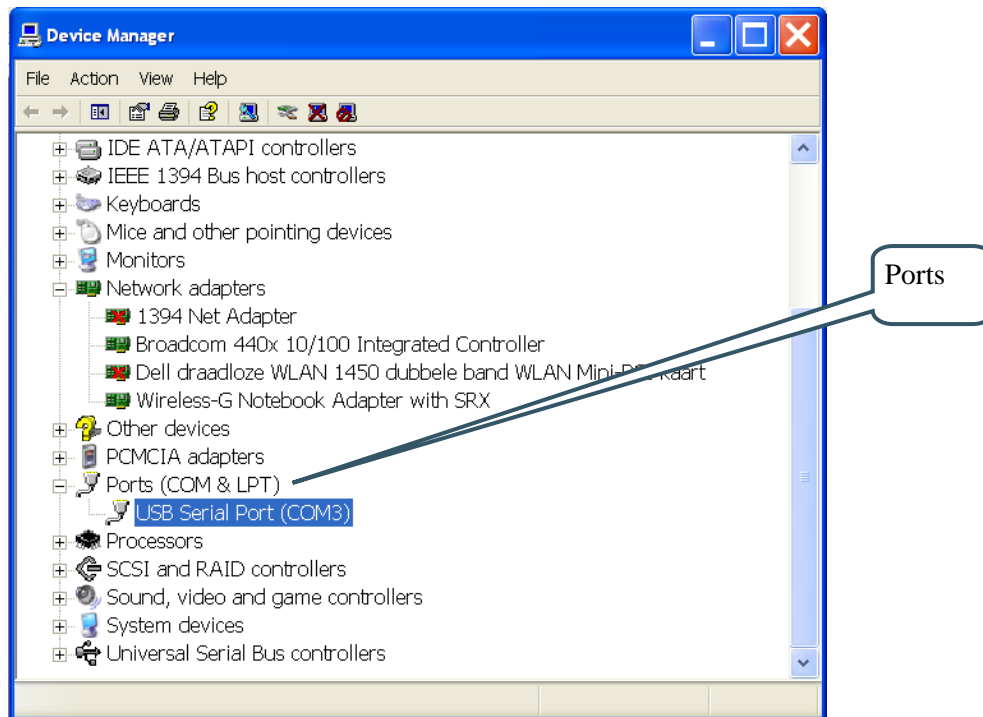 Device Manager
File Action View Help
IDE ATA/ATAPI controllers
IEEE 1394 Bus host controllers
Keyboards
Mice and other pointing devices
Monitors
Network adapters
1394 Net Adapter
Broadcom 440x 10/100 Integrated Controller
Dell draadloze WLAN 1450 dubbele band WLAN Mini-PCI kaart
Wireless-G Notebook Adapter with SRX
Other devices
PCMCIA adapters
Ports (COM & LPT)
USB Serial Port (COM3)
Processors
SCSI and RAID controllers
Sound, video and game controllers
System devices
Universal Serial Bus controllers
Ports